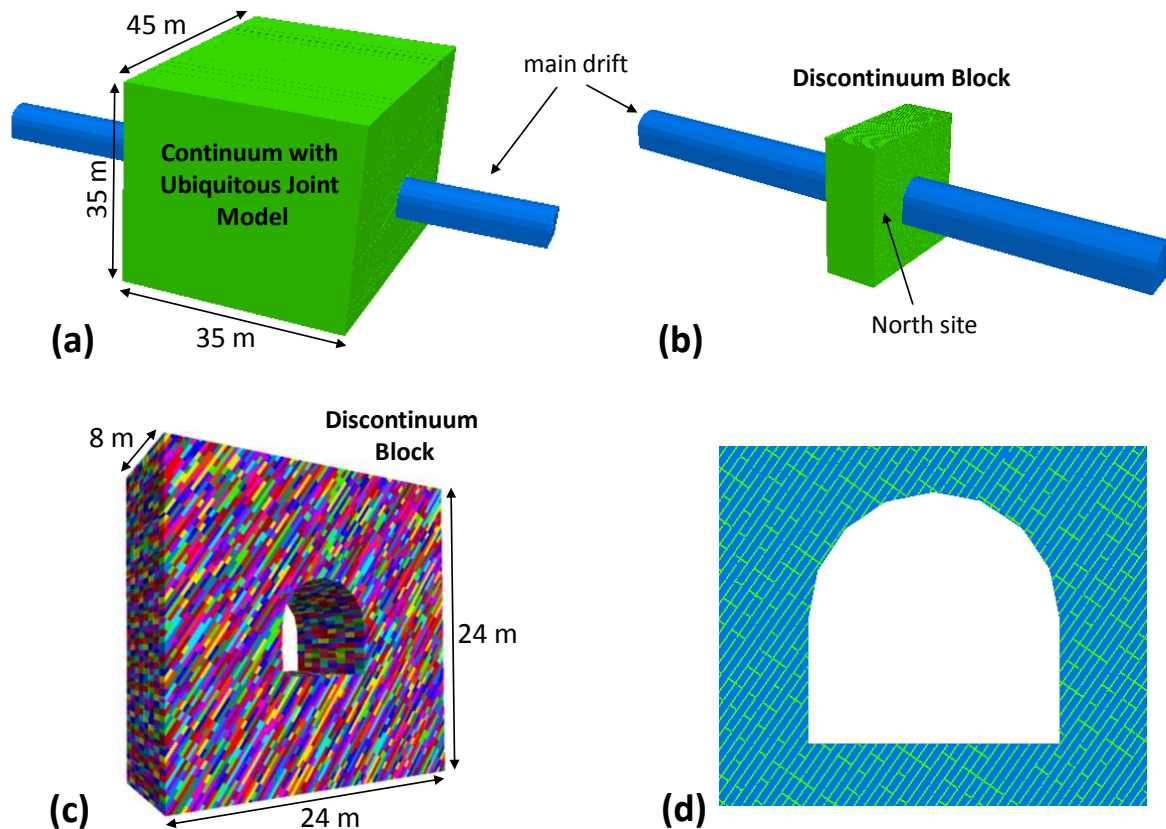 45 m
35 m
Continuum with
Ubiquitous Joint
Model
35 m
(a)
main drift
Discontinuum Block
North site
(b)
8 m
Discontinuum
Block
24 m
24 m
(c)
(d)